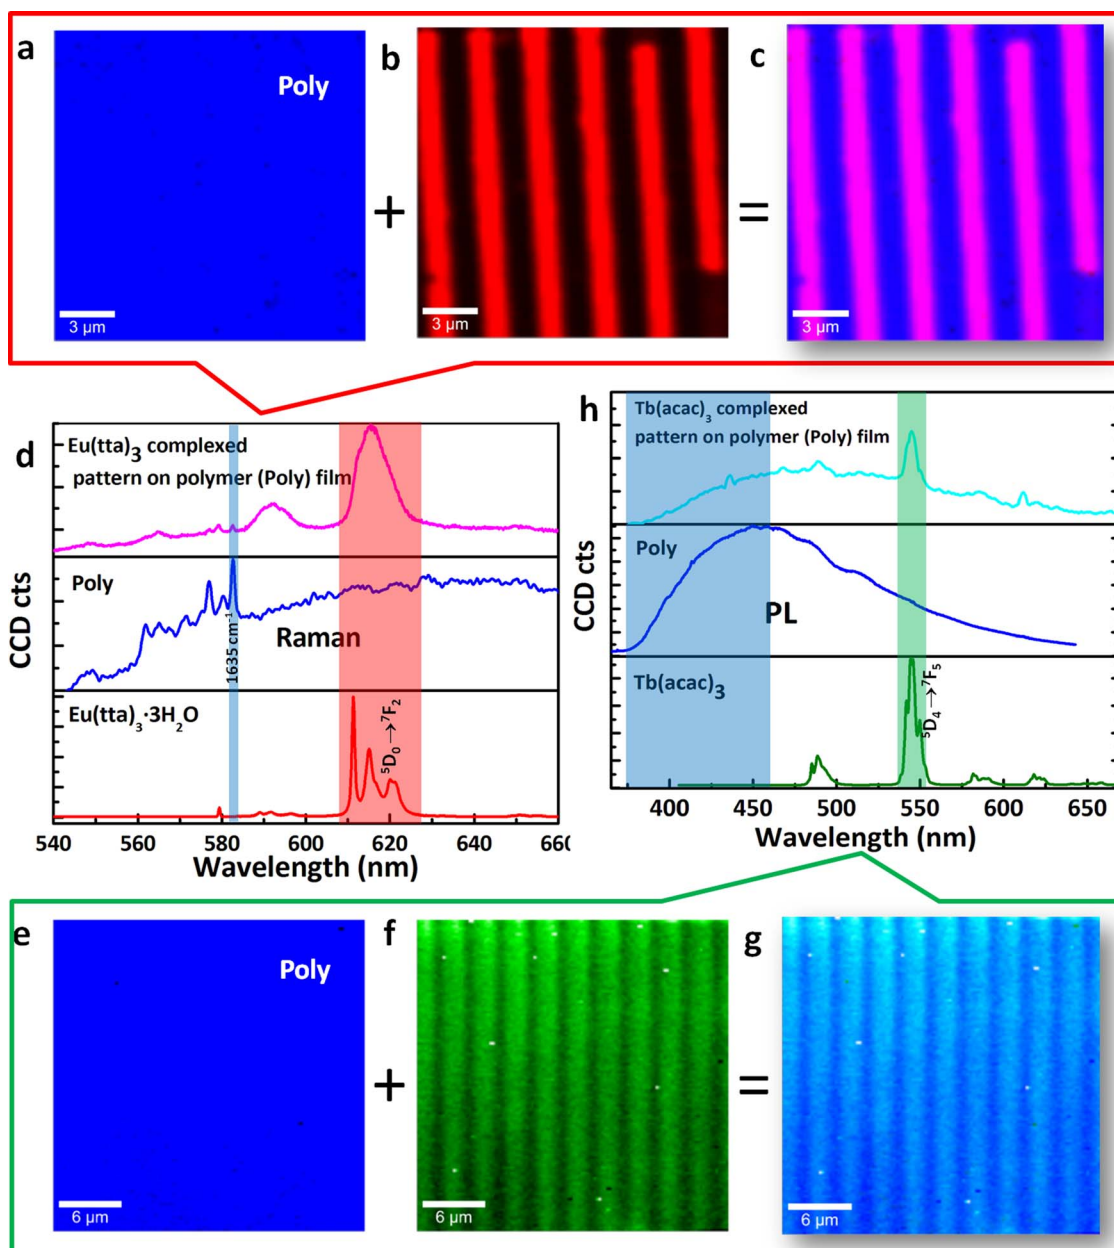 a
Poly
3 µm
+
b
3 µm
=
c
3 µm
d
Eu(tta)₃ complexed
pattern on polymer (Poly) film
Poly
1635 cm⁻¹
Raman
Eu(tta)₃·3H₂O
⁵D₀→⁷F₂
CCD cts
540 560 580 600 620 640 660
Wavelength (nm)
h
Tb(acac)₃ complexed
pattern on polymer (Poly) film
Poly
PL
Tb(acac)₃
⁵D₄→⁷F₅
CCD cts
400 450 500 550 600 650
Wavelength (nm)
e
Poly
6 µm
+
f
6 µm
=
g
6 µm